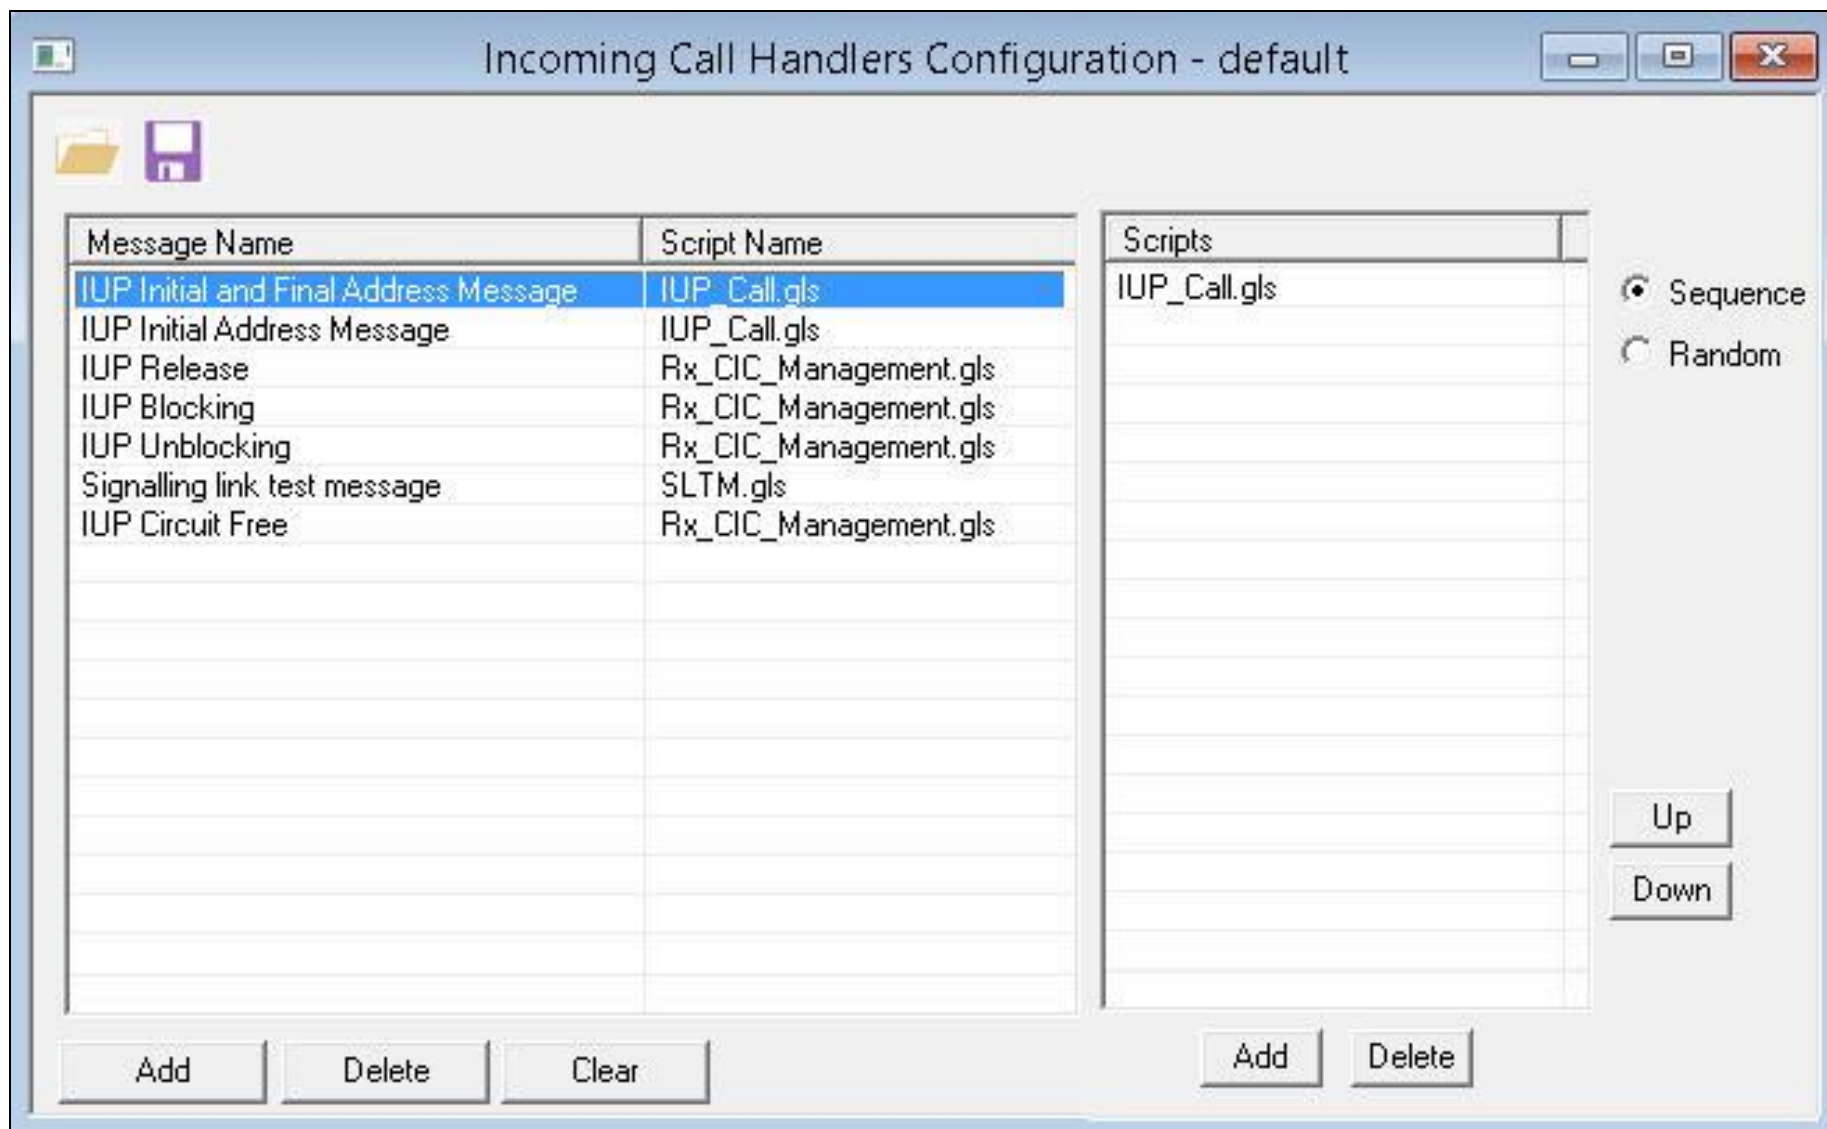 Incoming Call Handlers Configuration - default
Message Name Script Name
IUP Initial and Final Address Message IUP_Call.gls
IUP Initial Address Message IUP_Call.gls
IUP Release Rx_CIC_Management.gls
IUP Blocking Rx_CIC_Management.gls
IUP Unblocking Rx_CIC_Management.gls
Signalling link test message SLTM.gls
IUP Circuit Free Rx_CIC_Management.gls
Add Delete Clear
Scripts
IUP_Call.gls
Add Delete
Sequence
Random
Up
Down